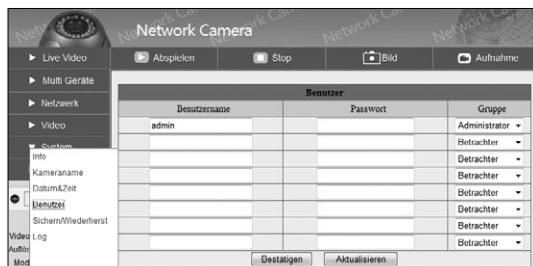 Network Camera
Live Video
Abspielen
Stop
Bild
Aufnahme
Multi Geräte
Netzwerk
Video
System
Info
Kameraname
Datum&Zeit
Benutzer
Sichern/Wiederherst
Log
Video
Auflös
Mod
Benutzer
Benutzername Passwort Gruppe
admin Administrator
Betrachter
Betrachter
Betrachter
Betrachter
Betrachter
Betrachter
Betrachter
Bestätigen Aktualisieren